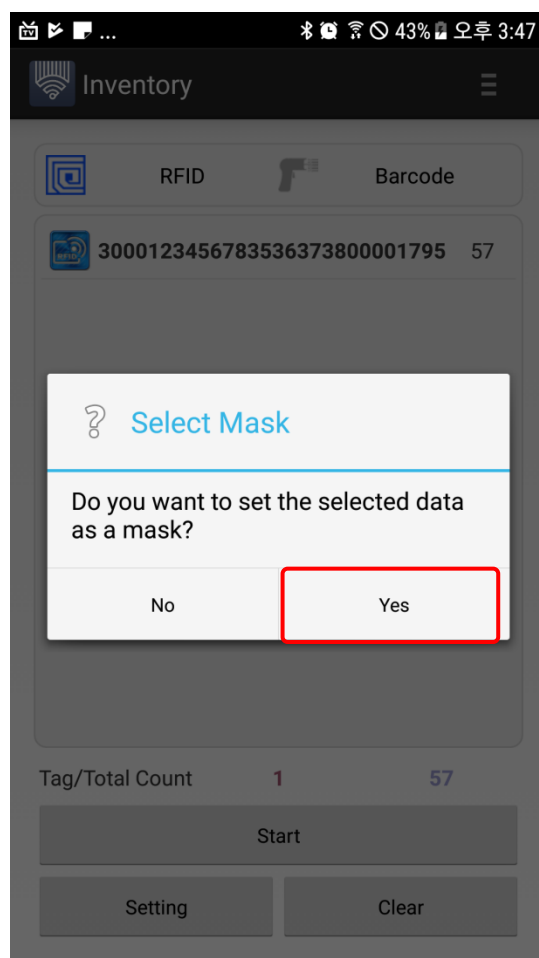 ... 43% 오후 3:47
Inventory
RFID Barcode
RFID 300012345678353637380001795 57
Select Mask
Do you want to set the selected data
as a mask?
No Yes
Tag/Total Count 1 57
Start
Setting Clear